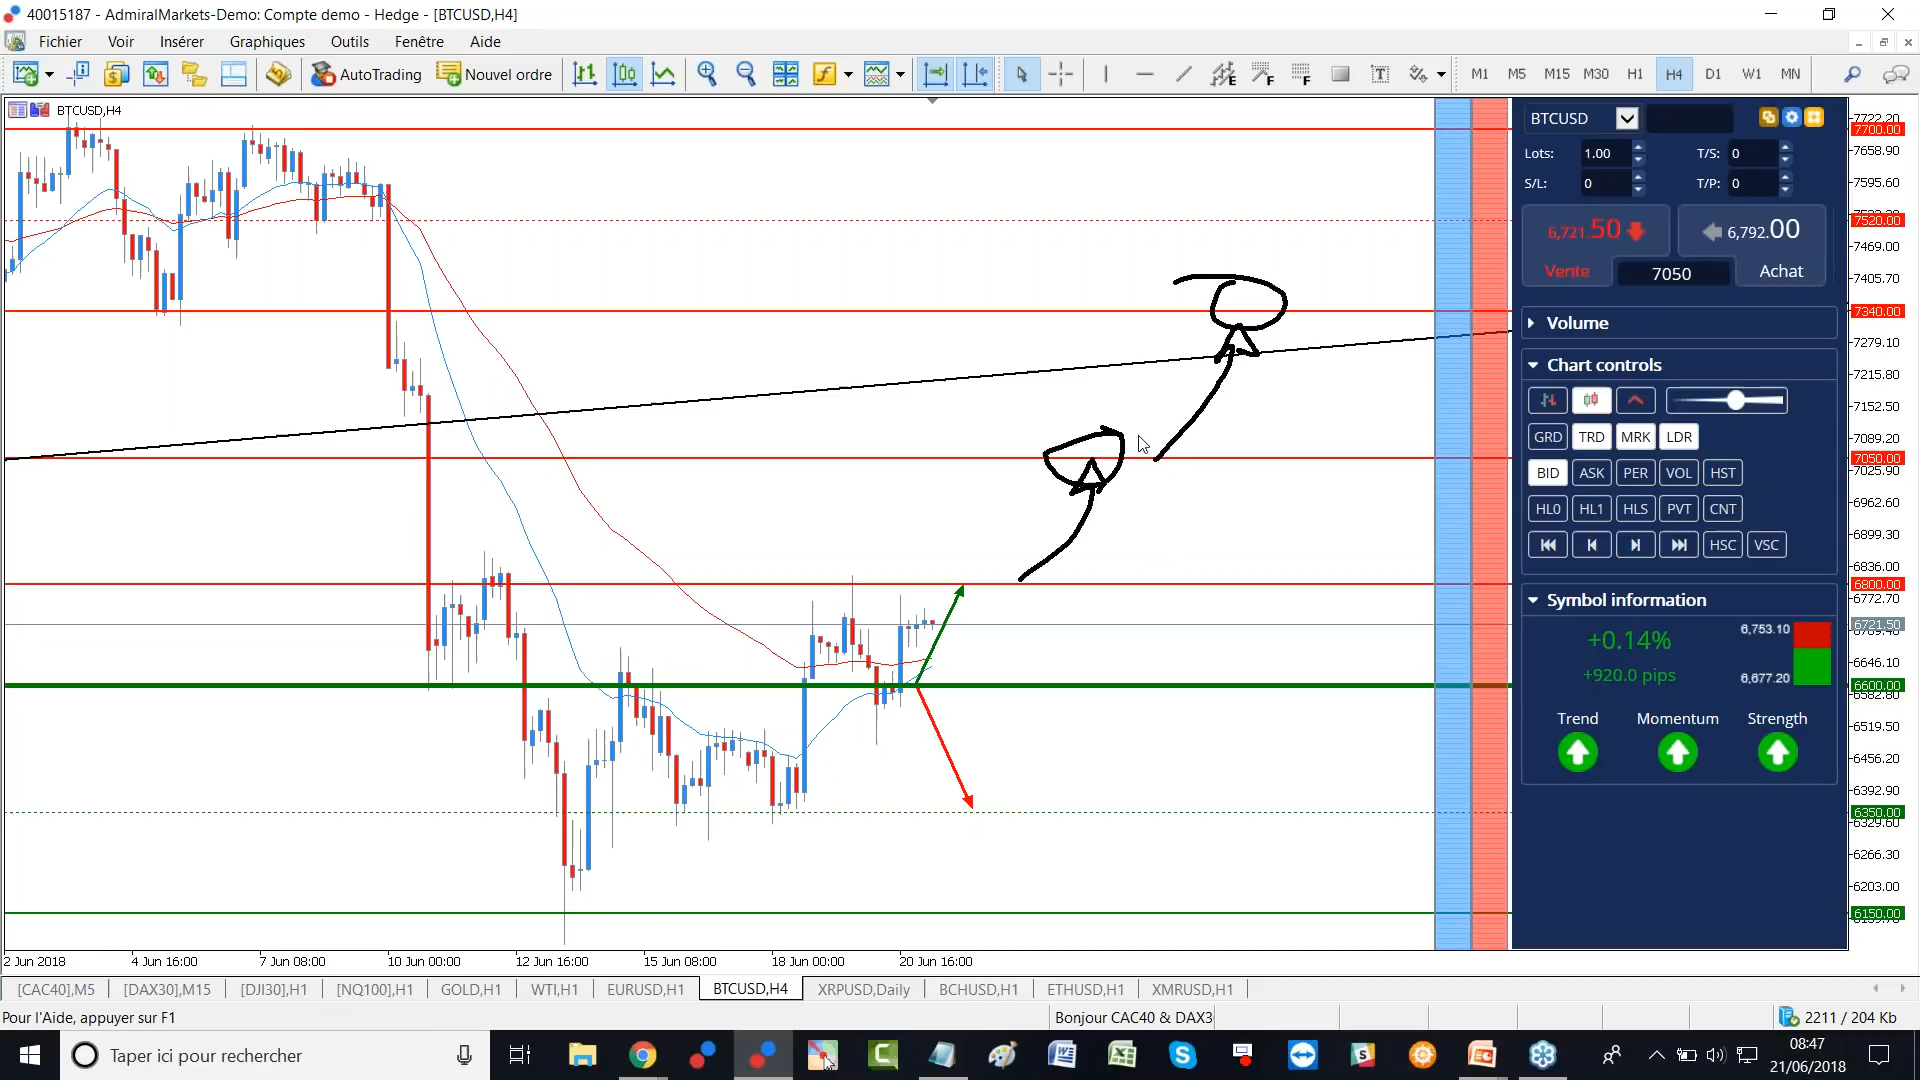 40015187 - AdmiralMarkets-Demo: Compte demo - Hedge - [BTCUSD,H4]
Fichier Voir Insérer Graphiques Outils Fenêtre Aide
AutoTrading Nouvel ordre E F F T M1 M5 M15 M30 H1 H4 D1 W1 MN
BTCUSD,H4
7722.20
7700.00
7658.90
7595.60
7520.00
7469.00
7405.70
7340.00
7279.10
7215.80
7152.50
7089.20
7050.00
7025.90
6962.60
6899.30
6836.00
6800.00
6772.70
6721.50
6646.10
6600.00
6582.80
6519.50
6456.20
6392.90
6350.00
6329.60
6266.30
6203.00
6150.00
BTCUSD
Lots: 1.00 T/S: 0
S/L: 0 T/P: 0
6,721.50 6,792.00
Vente 7050 Achat
Volume
Chart controls
GRD TRD MRK LDR
BID ASK PER VOL HST
HL0 HL1 HLS PVT CNT
HSC VSC
Symbol information
+0.14% 6,753.10
+920.0 pips 6,677.20
Trend Momentum Strength
2 Jun 2018 4 Jun 16:00 7 Jun 08:00 10 Jun 00:00 12 Jun 16:00 15 Jun 08:00 18 Jun 00:00 20 Jun 16:00
[CAC40],M5 [DAX30],M15 [DJI30],H1 [NQ100],H1 GOLD,H1 WTI,H1 EURUSD,H1 BTCUSD,H4 XRPUSD,Daily BCHUSD,H1 ETHUSD,H1 XMRUSD,H1
Pour l'Aide, appuyer sur F1 Bonjour CAC40 & DAX3 2211 / 204 Kb
Taper ici pour rechercher 08:47
21/06/2018